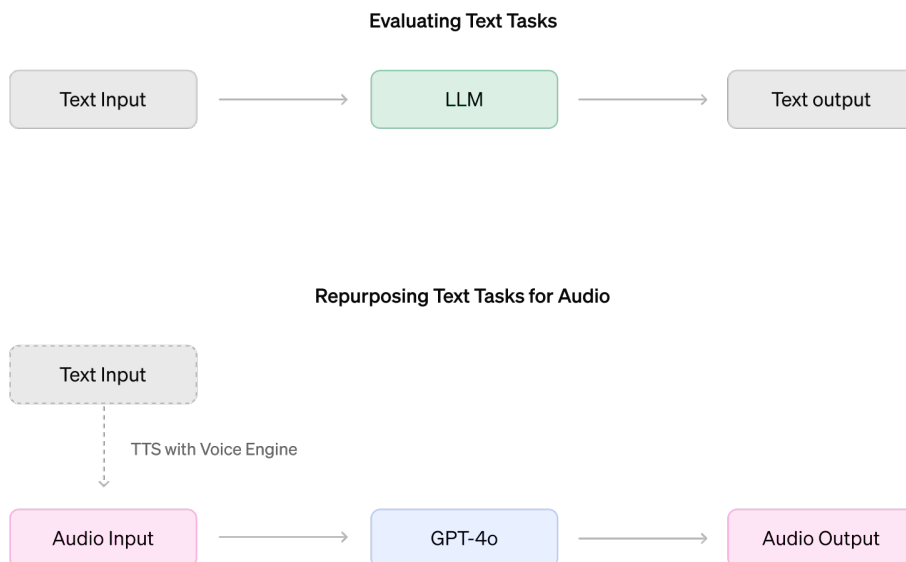 Evaluating Text Tasks
Text Input
LLM
Text output
Repurposing Text Tasks for Audio
Text Input
TTS with Voice Engine
Audio Input
GPT-4o
Audio Output